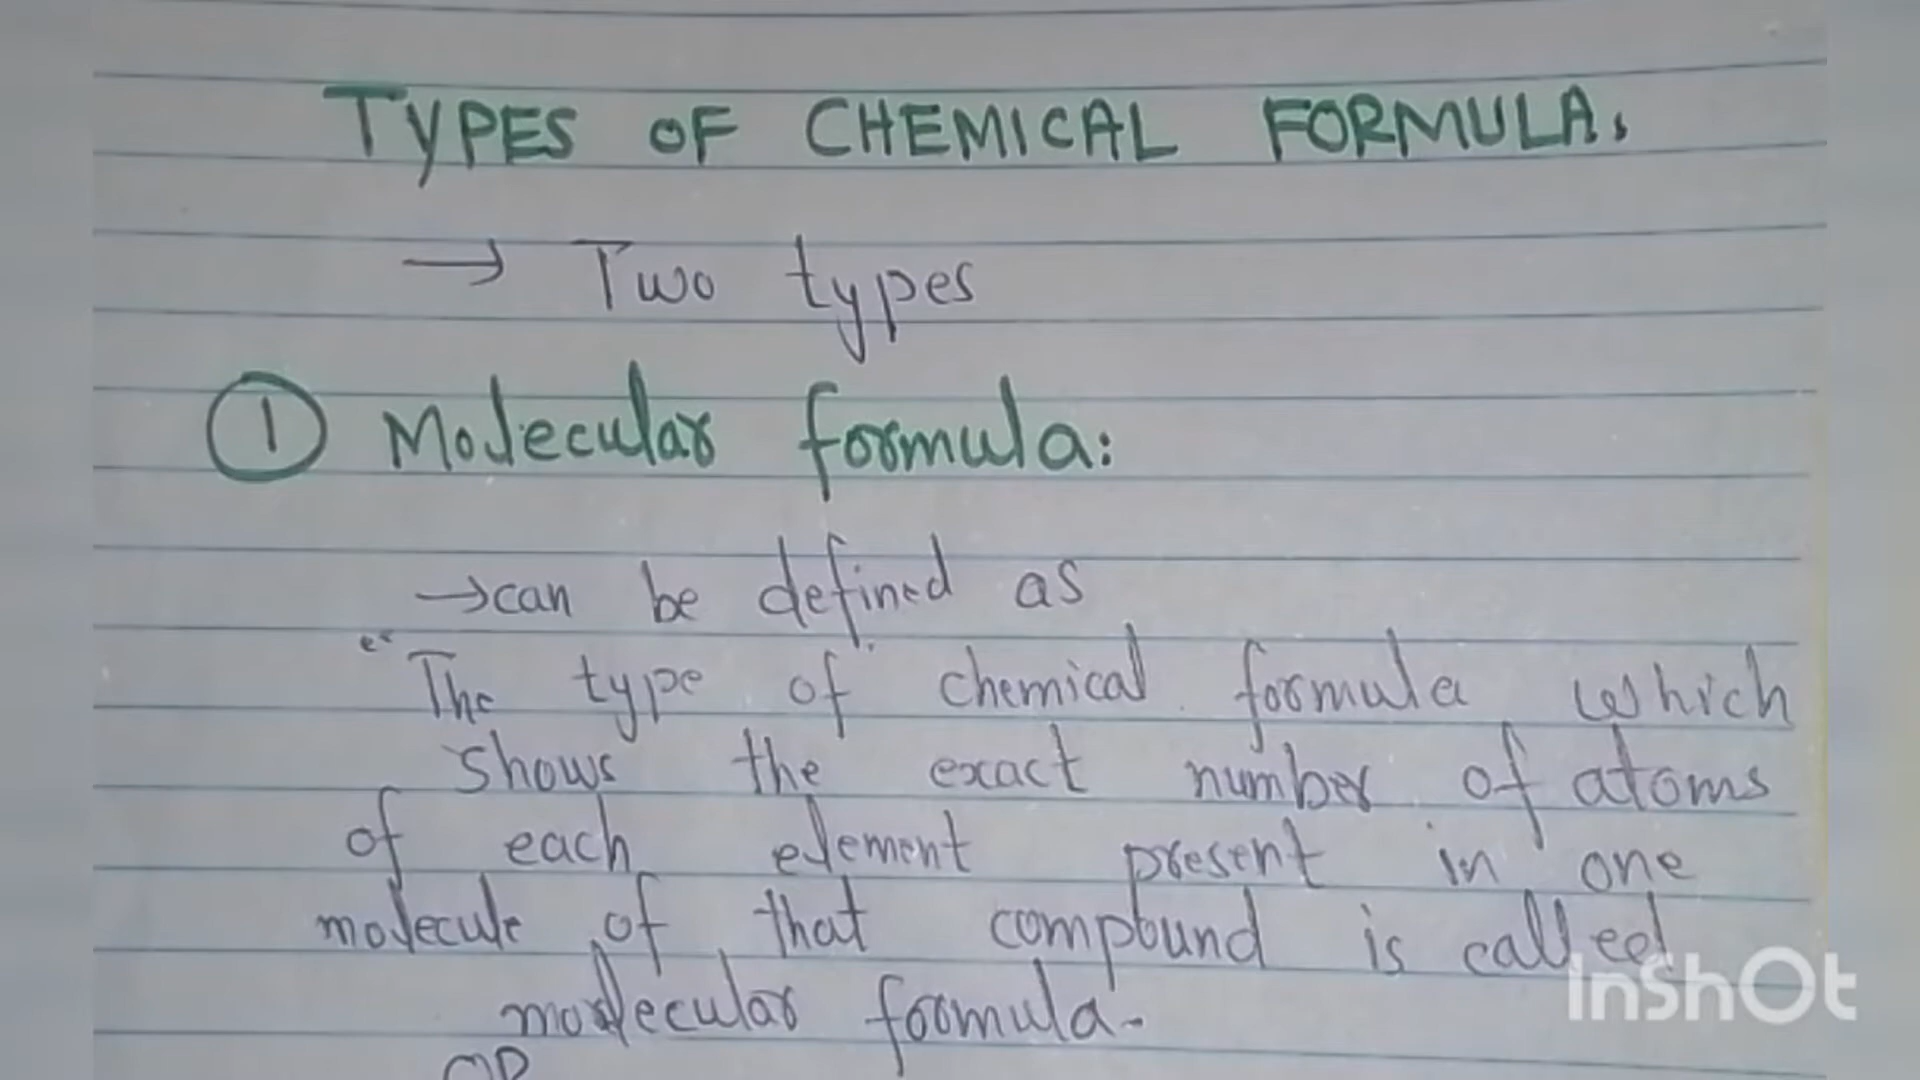 TYPES OF CHEMICAL FORMULA.
→ Two types
① Molecular formula:
→ can be defined as
"The type of chemical formula which
shows the exact number of atoms
of each element present in one
molecule of that compound is called
molecular formula.
OR
InShOt